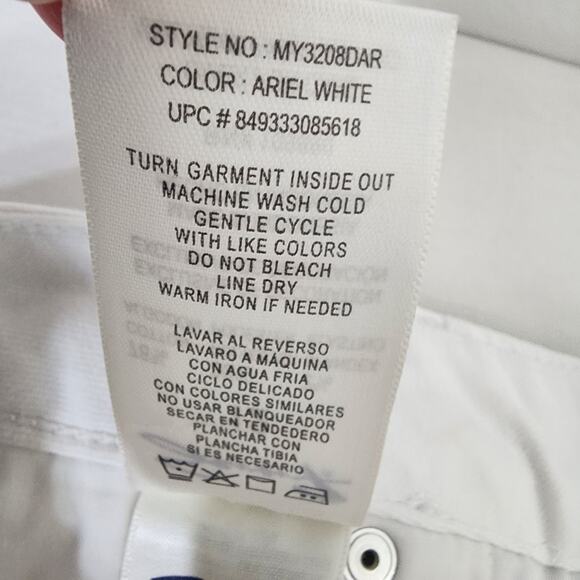 STYLE NO : MY3208DAR
COLOR : ARIEL WHITE
UPC # 849333085618
TURN GARMENT INSIDE OUT
MACHINE WASH COLD
GENTLE CYCLE
WITH LIKE COLORS
DO NOT BLEACH
LINE DRY
WARM IRON IF NEEDED
LAVAR AL REVERSO
LAVARO A MÁQUINA
CON AGUA FRIA
CICLO DELICADO
CON COLORES SIMILARES
NO USAR BLANQUEADOR
SECAR EN TENDEDERO
PLANCHAR CON
PLANCHA TIBIA
SI ES NECESARIO